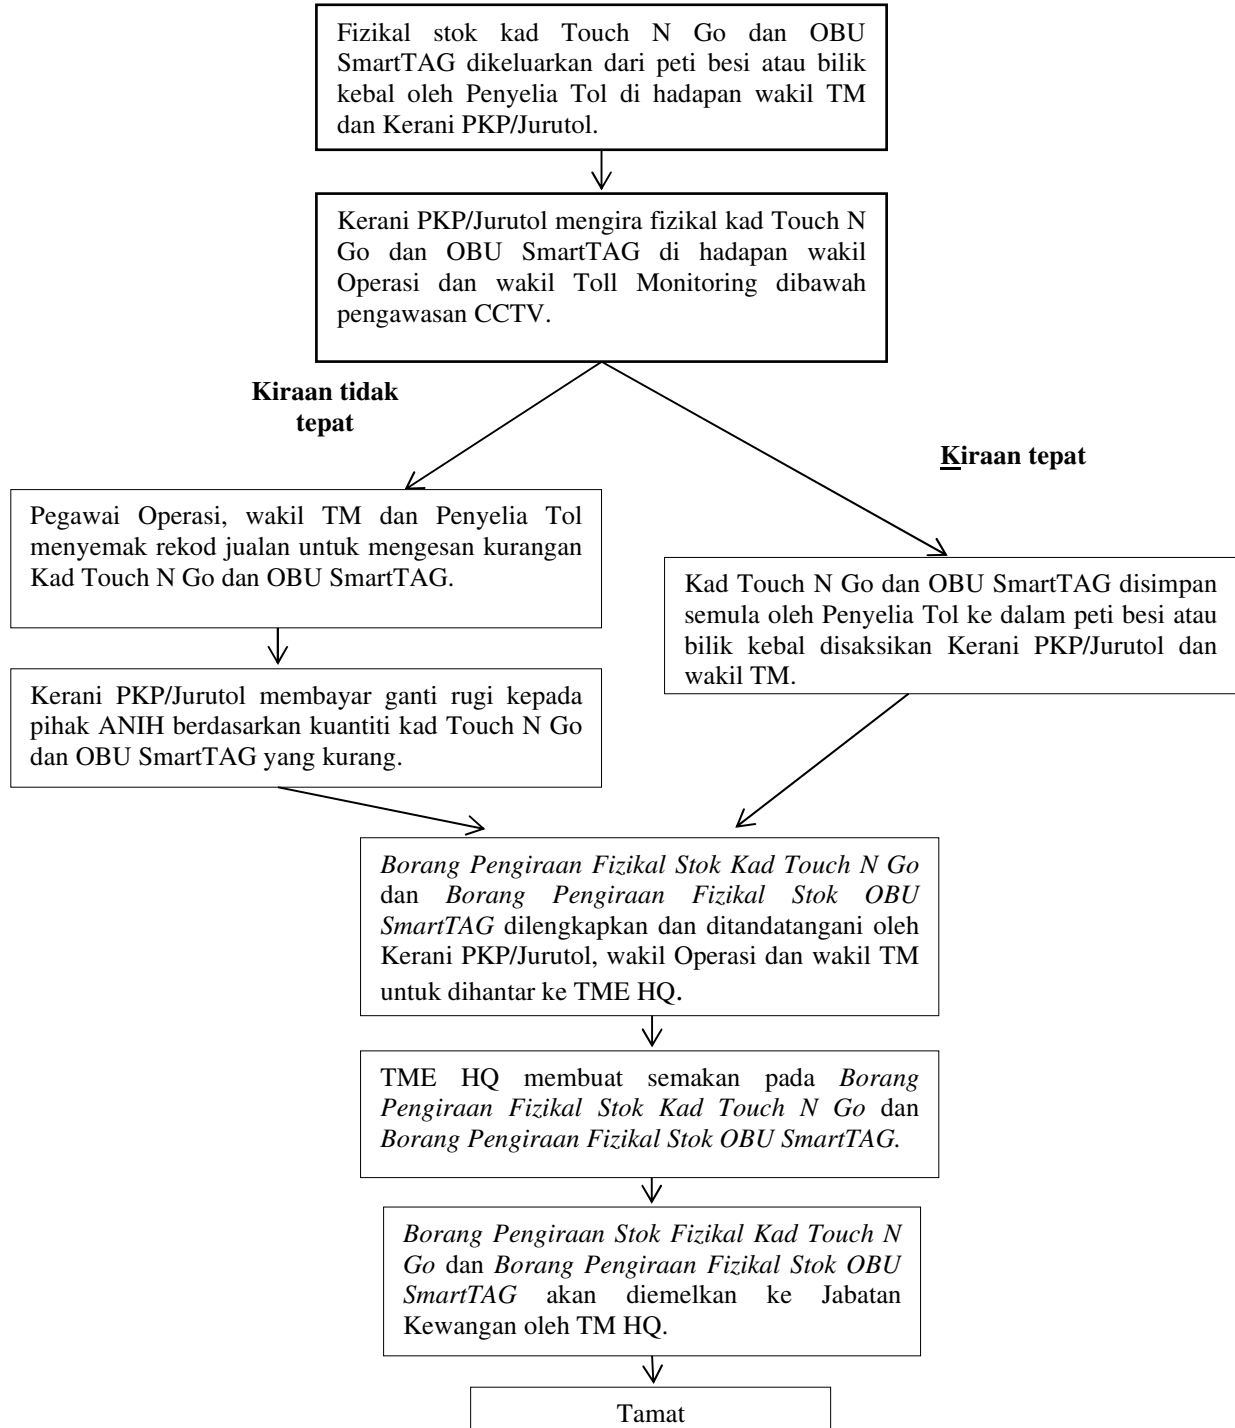 Fizikal stok kad Touch N Go dan OBU
SmartTAG dikeluarkan dari peti besi atau bilik
kebal oleh Penyelia Tol di hadapan wakil TM
dan Kerani PKP/Jurutol.
Kerani PKP/Jurutol mengira fizikal kad Touch N
Go dan OBU SmartTAG di hadapan wakil
Operasi dan wakil Toll Monitoring dibawah
pengawasan CCTV.
Kiraan tidak
tepat
Kiraan tepat
Pegawai Operasi, wakil TM dan Penyelia Tol
menyemak rekod jualan untuk mengesan kurangan
Kad Touch N Go dan OBU SmartTAG.
Kad Touch N Go dan OBU SmartTAG disimpan
semula oleh Penyelia Tol ke dalam peti besi atau
bilik kebal disaksikan Kerani PKP/Jurutol dan
wakil TM.
Kerani PKP/Jurutol membayar ganti rugi kepada
pihak ANIH berdasarkan kuantiti kad Touch N Go
dan OBU SmartTAG yang kurang.
Borang Pengiraan Fizikal Stok Kad Touch N Go
dan Borang Pengiraan Fizikal Stok OBU
SmartTAG dilengkapkan dan ditandatangani oleh
Kerani PKP/Jurutol, wakil Operasi dan wakil TM
untuk dihantar ke TME HQ.
TME HQ membuat semakan pada Borang
Pengiraan Fizikal Stok Kad Touch N Go dan
Borang Pengiraan Fizikal Stok OBU SmartTAG.
Borang Pengiraan Stok Fizikal Kad Touch N
Go dan Borang Pengiraan Fizikal Stok OBU
SmartTAG akan diemelkan ke Jabatan
Kewangan oleh TM HQ.
Tamat